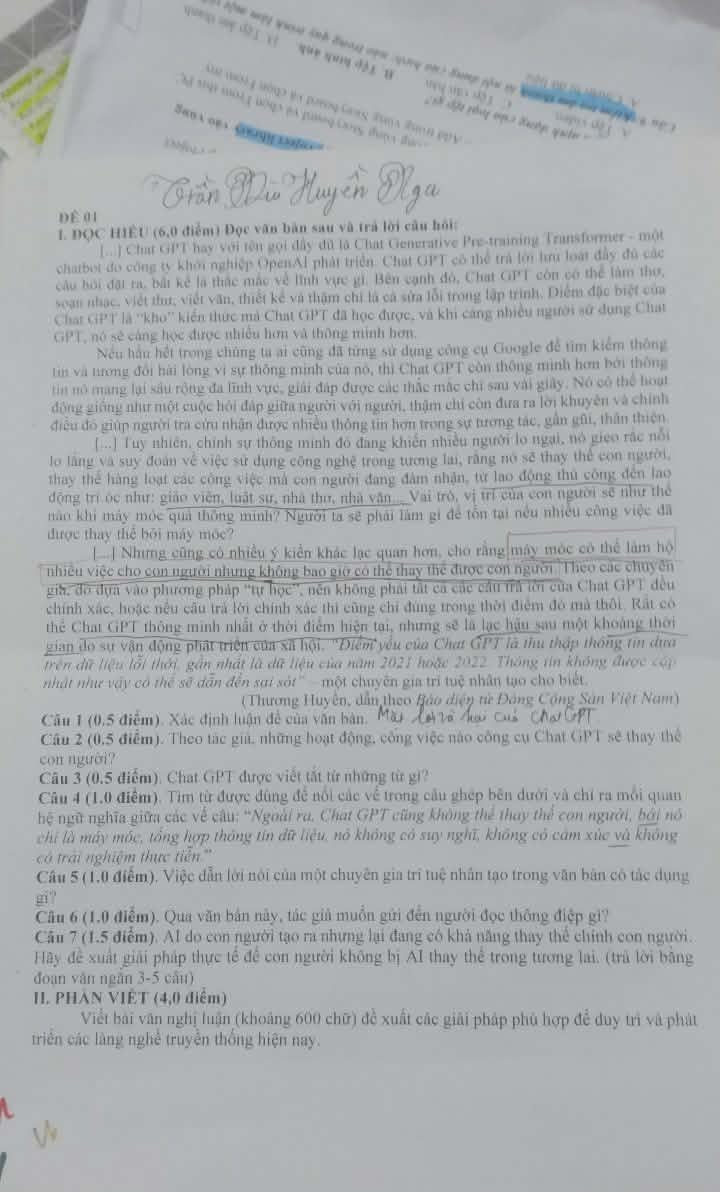 Trần Mữ Huyền Nga
ĐỀ 01
I. ĐỌC HIỂU (6,0 điểm) Đọc văn bản sau và trả lời câu hỏi:
[...] Chat GPT hay với tên gọi đầy đủ là Chat Generative Pre-training Transformer - một
chatbot do công ty khởi nghiệp OpenAI phát triển. Chat GPT có thể trả lời lưu loát đầy đủ các
câu hỏi đặt ra, bất kể là thắc mắc về lĩnh vực gì. Bên cạnh đó, Chat GPT còn có thể làm thơ,
soạn nhạc, viết thư, viết văn, thiết kế và thậm chí là cả sửa lỗi trong lập trình. Điểm đặc biệt của
Chat GPT là “kho” kiến thức mà Chat GPT đã học được, và khi càng nhiều người sử dụng Chat
GPT, nó sẽ càng học được nhiều hơn và thông minh hơn.
Nếu hầu hết trong chúng ta ai cũng đã từng sử dụng công cụ Google để tìm kiếm thông
tin và tương đối hài lòng vì sự thông minh của nó, thì Chat GPT còn thông minh hơn bởi thông
tin nó mang lại sâu rộng đa lĩnh vực, giải đáp được các thắc mắc chỉ sau vài giây. Nó có thể hoạt
động giống như một cuộc hỏi đáp giữa người với người, thậm chí còn đưa ra lời khuyên và chính
điều đó giúp người tra cứu nhận được nhiều thông tin hơn trong sự tương tác, gần gũi, thân thiện.
[...] Tuy nhiên, chính sự thông minh đó đang khiến nhiều người lo ngại, nó gieo rắc nỗi
lo lắng và suy đoán về việc sử dụng công nghệ trong tương lai, rằng nó sẽ thay thế con người,
thay thế hàng loạt các công việc mà con người đang đảm nhận, từ lao động thủ công đến lao
động trí óc như: giáo viên, luật sư, nhà thơ, nhà văn... Vai trò, vị trí của con người sẽ như thế
nào khi máy móc quá thông minh? Người ta sẽ phải làm gì để tồn tại nếu nhiều công việc đã
được thay thế bởi máy móc?
[...] Nhưng cũng có nhiều ý kiến khác lạc quan hơn, cho rằng máy móc có thể làm hộ
nhiều việc cho con người nhưng không bao giờ có thể thay thế được con người. Theo các chuyên
gia, do dựa vào phương pháp “tự học”, nên không phải tất cả các câu trả lời của Chat GPT đều
chính xác, hoặc nếu câu trả lời chính xác thì cũng chỉ đúng trong thời điểm đó mà thôi. Rất có
thể Chat GPT thông minh nhất ở thời điểm hiện tại, nhưng sẽ là lạc hậu sau một khoảng thời
gian do sự vận động phát triển của xã hội. “Điểm yếu của Chat GPT là thu thập thông tin dựa
trên dữ liệu lỗi thời, gần nhất là dữ liệu của năm 2021 hoặc 2022. Thông tin không được cập
nhật như vậy có thể sẽ dẫn đến sai sót” – một chuyên gia trí tuệ nhân tạo cho biết.
(Thương Huyền, dẫn theo Báo điện tử Đảng Cộng Sản Việt Nam)
Câu 1 (0.5 điểm). Xác định luận đề của văn bản. Mặt lợi và hại của ChatGPT
Câu 2 (0,5 điểm). Theo tác giả, những hoạt động, công việc nào công cụ Chat GPT sẽ thay thế
con người?
Câu 3 (0.5 điểm). Chat GPT được viết tắt từ những từ gì?
Câu 4 (1.0 điểm). Tìm từ được dùng để nối các vế trong câu ghép bên dưới và chỉ ra mối quan
hệ ngữ nghĩa giữa các vế câu: “Ngoài ra, Chat GPT cũng không thể thay thế con người, bởi nó
chỉ là máy móc, tổng hợp thông tin dữ liệu, nó không có suy nghĩ, không có cảm xúc và không
có trải nghiệm thực tiễn.”
Câu 5 (1.0 điểm). Việc dẫn lời nói của một chuyên gia trí tuệ nhân tạo trong văn bản có tác dụng
gì?
Câu 6 (1.0 điểm). Qua văn bản này, tác giả muốn gửi đến người đọc thông điệp gì?
Câu 7 (1.5 điểm). AI do con người tạo ra nhưng lại đang có khả năng thay thế chính con người.
Hãy đề xuất giải pháp thực tế để con người không bị AI thay thế trong tương lai. (trả lời bằng
đoạn văn ngắn 3-5 câu)
II. PHẦN VIẾT (4,0 điểm)
Viết bài văn nghị luận (khoảng 600 chữ) đề xuất các giải pháp phù hợp để duy trì và phát
triển các làng nghề truyền thống hiện nay.